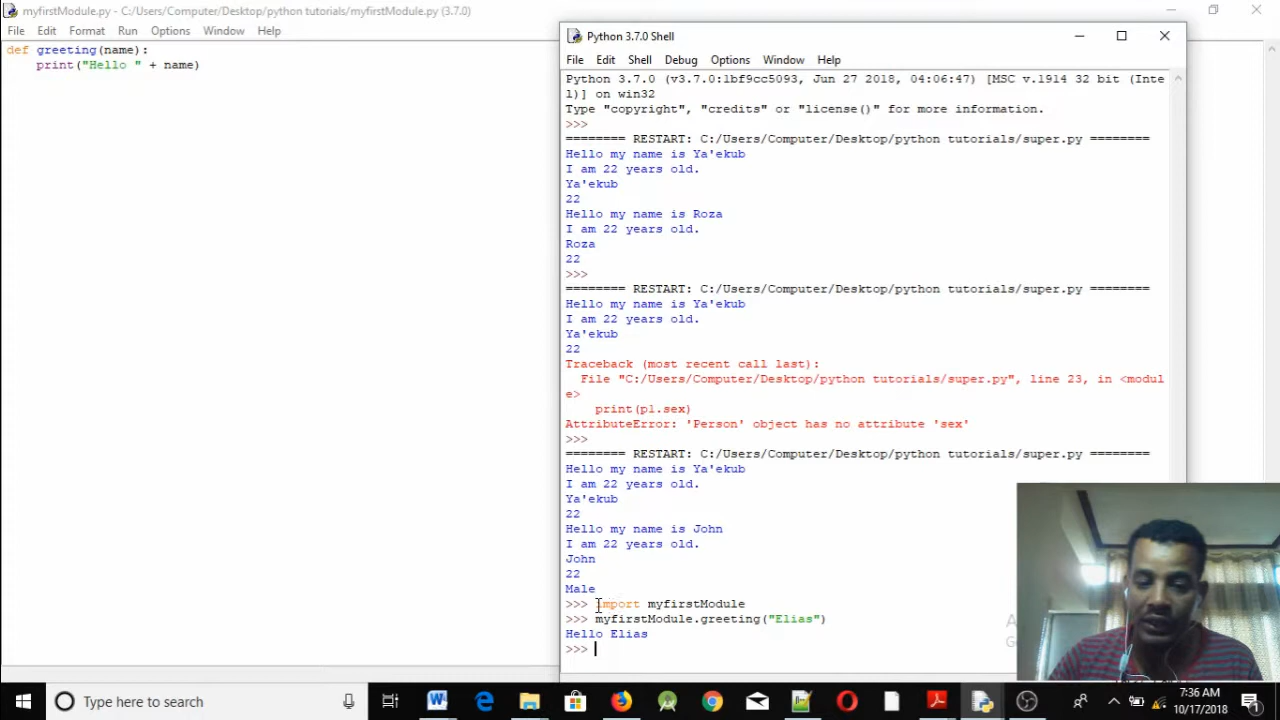 myfirstModule.py - C:/Users/Computer/Desktop/python tutorials/myfirstModule.py (3.7.0)
File Edit Format Run Options Window Help
def greeting(name):
    print("Hello " + name)
Python 3.7.0 Shell
File Edit Shell Debug Options Window Help
Python 3.7.0 (v3.7.0:1bf9cc5093, Jun 27 2018, 04:06:47) [MSC v.1914 32 bit (Inte
l)] on win32
Type "copyright", "credits" or "license()" for more information.
>>>
======== RESTART: C:/Users/Computer/Desktop/python tutorials/super.py ========
Hello my name is Ya'ekub
I am 22 years old.
Ya'ekub
22
Hello my name is Roza
I am 22 years old.
Roza
22
>>>
======== RESTART: C:/Users/Computer/Desktop/python tutorials/super.py ========
Hello my name is Ya'ekub
I am 22 years old.
Ya'ekub
22
Traceback (most recent call last):
  File "C:/Users/Computer/Desktop/python tutorials/super.py", line 23, in <modul
e>
    print(p1.sex)
AttributeError: 'Person' object has no attribute 'sex'
>>>
======== RESTART: C:/Users/Computer/Desktop/python tutorials/super.py ========
Hello my name is Ya'ekub
I am 22 years old.
Ya'ekub
22
Hello my name is John
I am 22 years old.
John
22
Male
>>> import myfirstModule
>>> myfirstModule.greeting("Elias")
Hello Elias
>>>
Type here to search
7:36 AM
10/17/2018